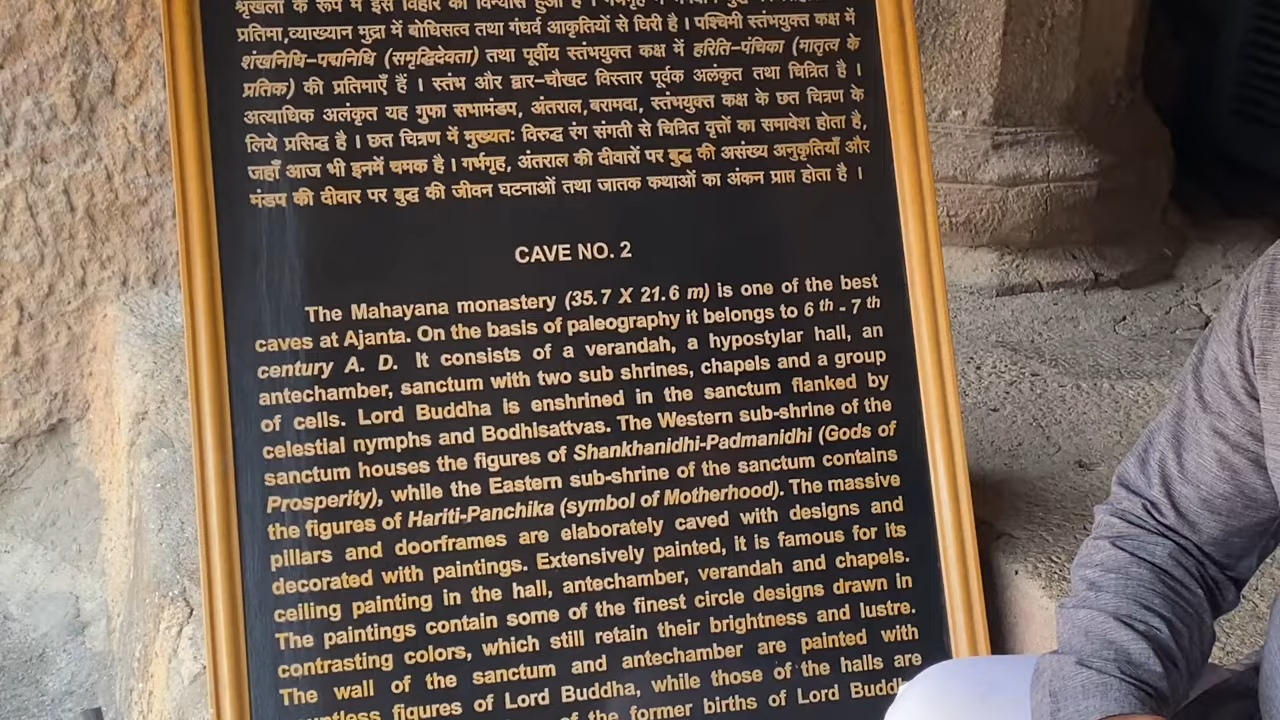 श्रृंखला के रूप में इस विहार का विन्यास हुआ है ।
प्रतिमा,व्याख्यान मुद्रा में बोधिसत्व तथा गंधर्व आकृतियों से घिरी है । पश्चिमी स्तंभयुक्त कक्ष में
शंखनिधि–पद्मनिधि (समृद्धिदेवता) तथा पूर्वीय स्तंभयुक्त कक्ष में हरिति–पंचिका (मातृत्व के
प्रतिक) की प्रतिमाएँ हैं । स्तंभ और द्वार–चौखट विस्तार पूर्वक अलंकृत तथा चित्रित है ।
अत्याधिक अलंकृत यह गुफा सभामंडप, अंतराल,बरामदा, स्तंभयुक्त कक्ष के छत चित्रण के
लिये प्रसिद्ध है । छत चित्रण में मुख्यतः विरुद्ध रंग संगती से चित्रित वृत्तों का समावेश होता है,
जहाँ आज भी इनमें चमक है । गर्भगृह, अंतराल की दीवारों पर बुद्ध की असंख्य अनुकृतियाँ और
मंडप की दीवार पर बुद्ध की जीवन घटनाओं तथा जातक कथाओं का अंकन प्राप्त होता है ।
CAVE NO. 2
The Mahayana monastery (35.7 X 21.6 m) is one of the best
caves at Ajanta. On the basis of paleography it belongs to 6 th - 7 th
century A. D. It consists of a verandah, a hypostylar hall, an
antechamber, sanctum with two sub shrines, chapels and a group
of cells. Lord Buddha is enshrined in the sanctum flanked by
celestial nymphs and Bodhisattvas. The Western sub-shrine of the
sanctum houses the figures of Shankhanidhi-Padmanidhi (Gods of
Prosperity), while the Eastern sub-shrine of the sanctum contains
the figures of Hariti-Panchika (symbol of Motherhood). The massive
pillars and doorframes are elaborately caved with designs and
decorated with paintings. Extensively painted, it is famous for its
ceiling painting in the hall, antechamber, verandah and chapels.
The paintings contain some of the finest circle designs drawn in
contrasting colors, which still retain their brightness and lustre.
The wall of the sanctum and antechamber are painted with
figures of Lord Buddha, while those of the halls are
of the former births of Lord